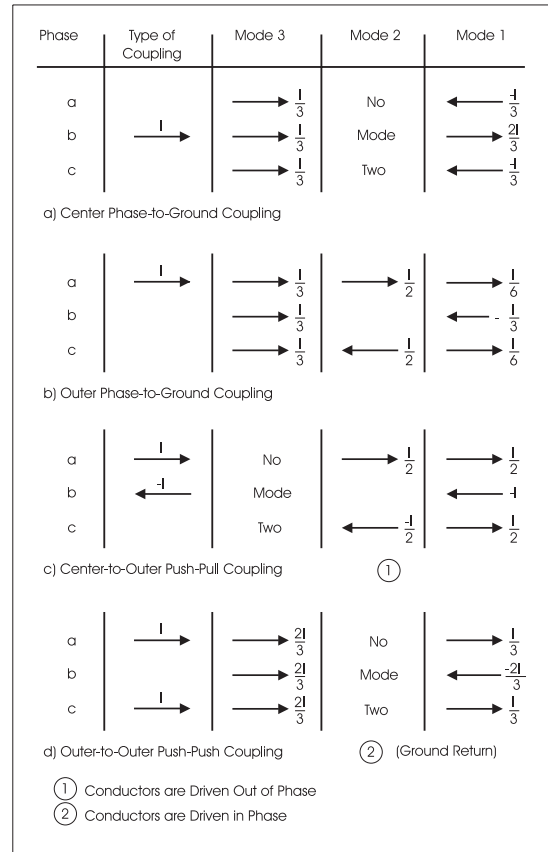 Phase Type of Coupling Mode 3 Mode 2 Mode 1
a I/3 No -I/3
b I I/3 Mode 2I/3
c I/3 Two -I/3
a) Center Phase-to-Ground Coupling
a I I/3 I/2 I/6
b I/3 - I/3
c I/3 I/2 I/6
b) Outer Phase-to-Ground Coupling
a I No I/2 I/2
b -I Mode -I
c Two -I/2 I/2
c) Center-to-Outer Push-Pull Coupling 1
a I 2I/3 No I/3
b 2I/3 Mode -2I/3
c I 2I/3 Two I/3
d) Outer-to-Outer Push-Push Coupling 2 (Ground Return)
1 Conductors are Driven Out of Phase
2 Conductors are Driven in Phase